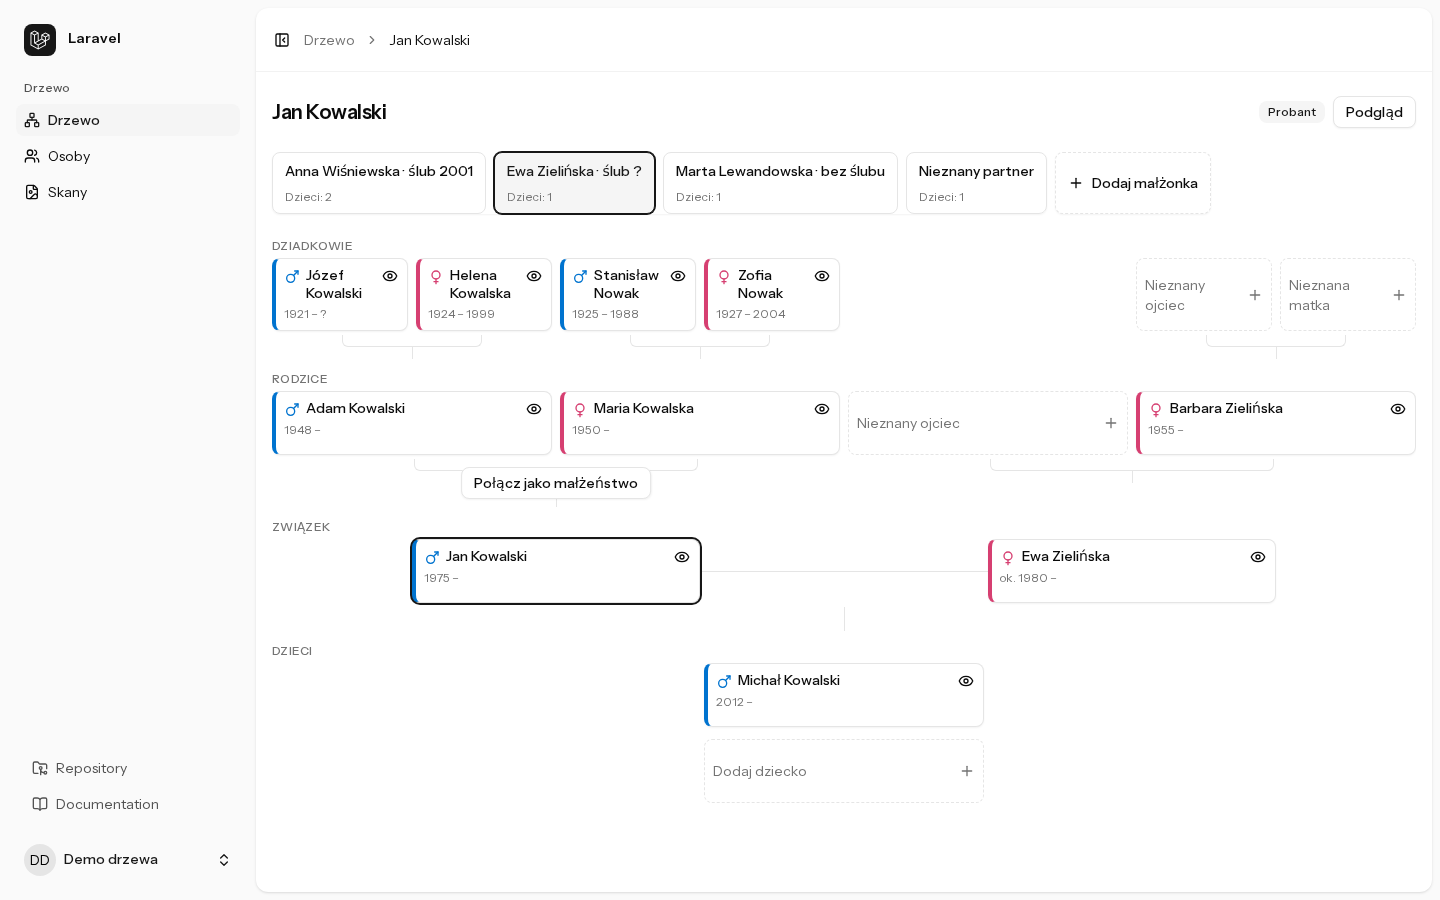 Laravel
Drzewo
Drzewo
Osoby
Skany
Repository
Documentation
DD
Demo drzewa
Drzewo
Jan Kowalski
Jan Kowalski
Probant
Podgląd
Anna Wiśniewska · ślub 2001
Dzieci: 2
Ewa Zielińska · ślub ?
Dzieci: 1
Marta Lewandowska · bez ślubu
Dzieci: 1
Nieznany partner
Dzieci: 1
Dodaj małżonka
DZIADKOWIE
Józef
Kowalski
1921 – ?
Helena
Kowalska
1924 – 1999
Stanisław
Nowak
1925 – 1988
Zofia
Nowak
1927 – 2004
Nieznany
ojciec
Nieznana
matka
RODZICE
Adam Kowalski
1948 –
Maria Kowalska
1950 –
Nieznany ojciec
Barbara Zielińska
1955 –
Połącz jako małżeństwo
ZWIĄZEK
Jan Kowalski
1975 –
Ewa Zielińska
ok. 1980 –
DZIECI
Michał Kowalski
2012 –
Dodaj dziecko